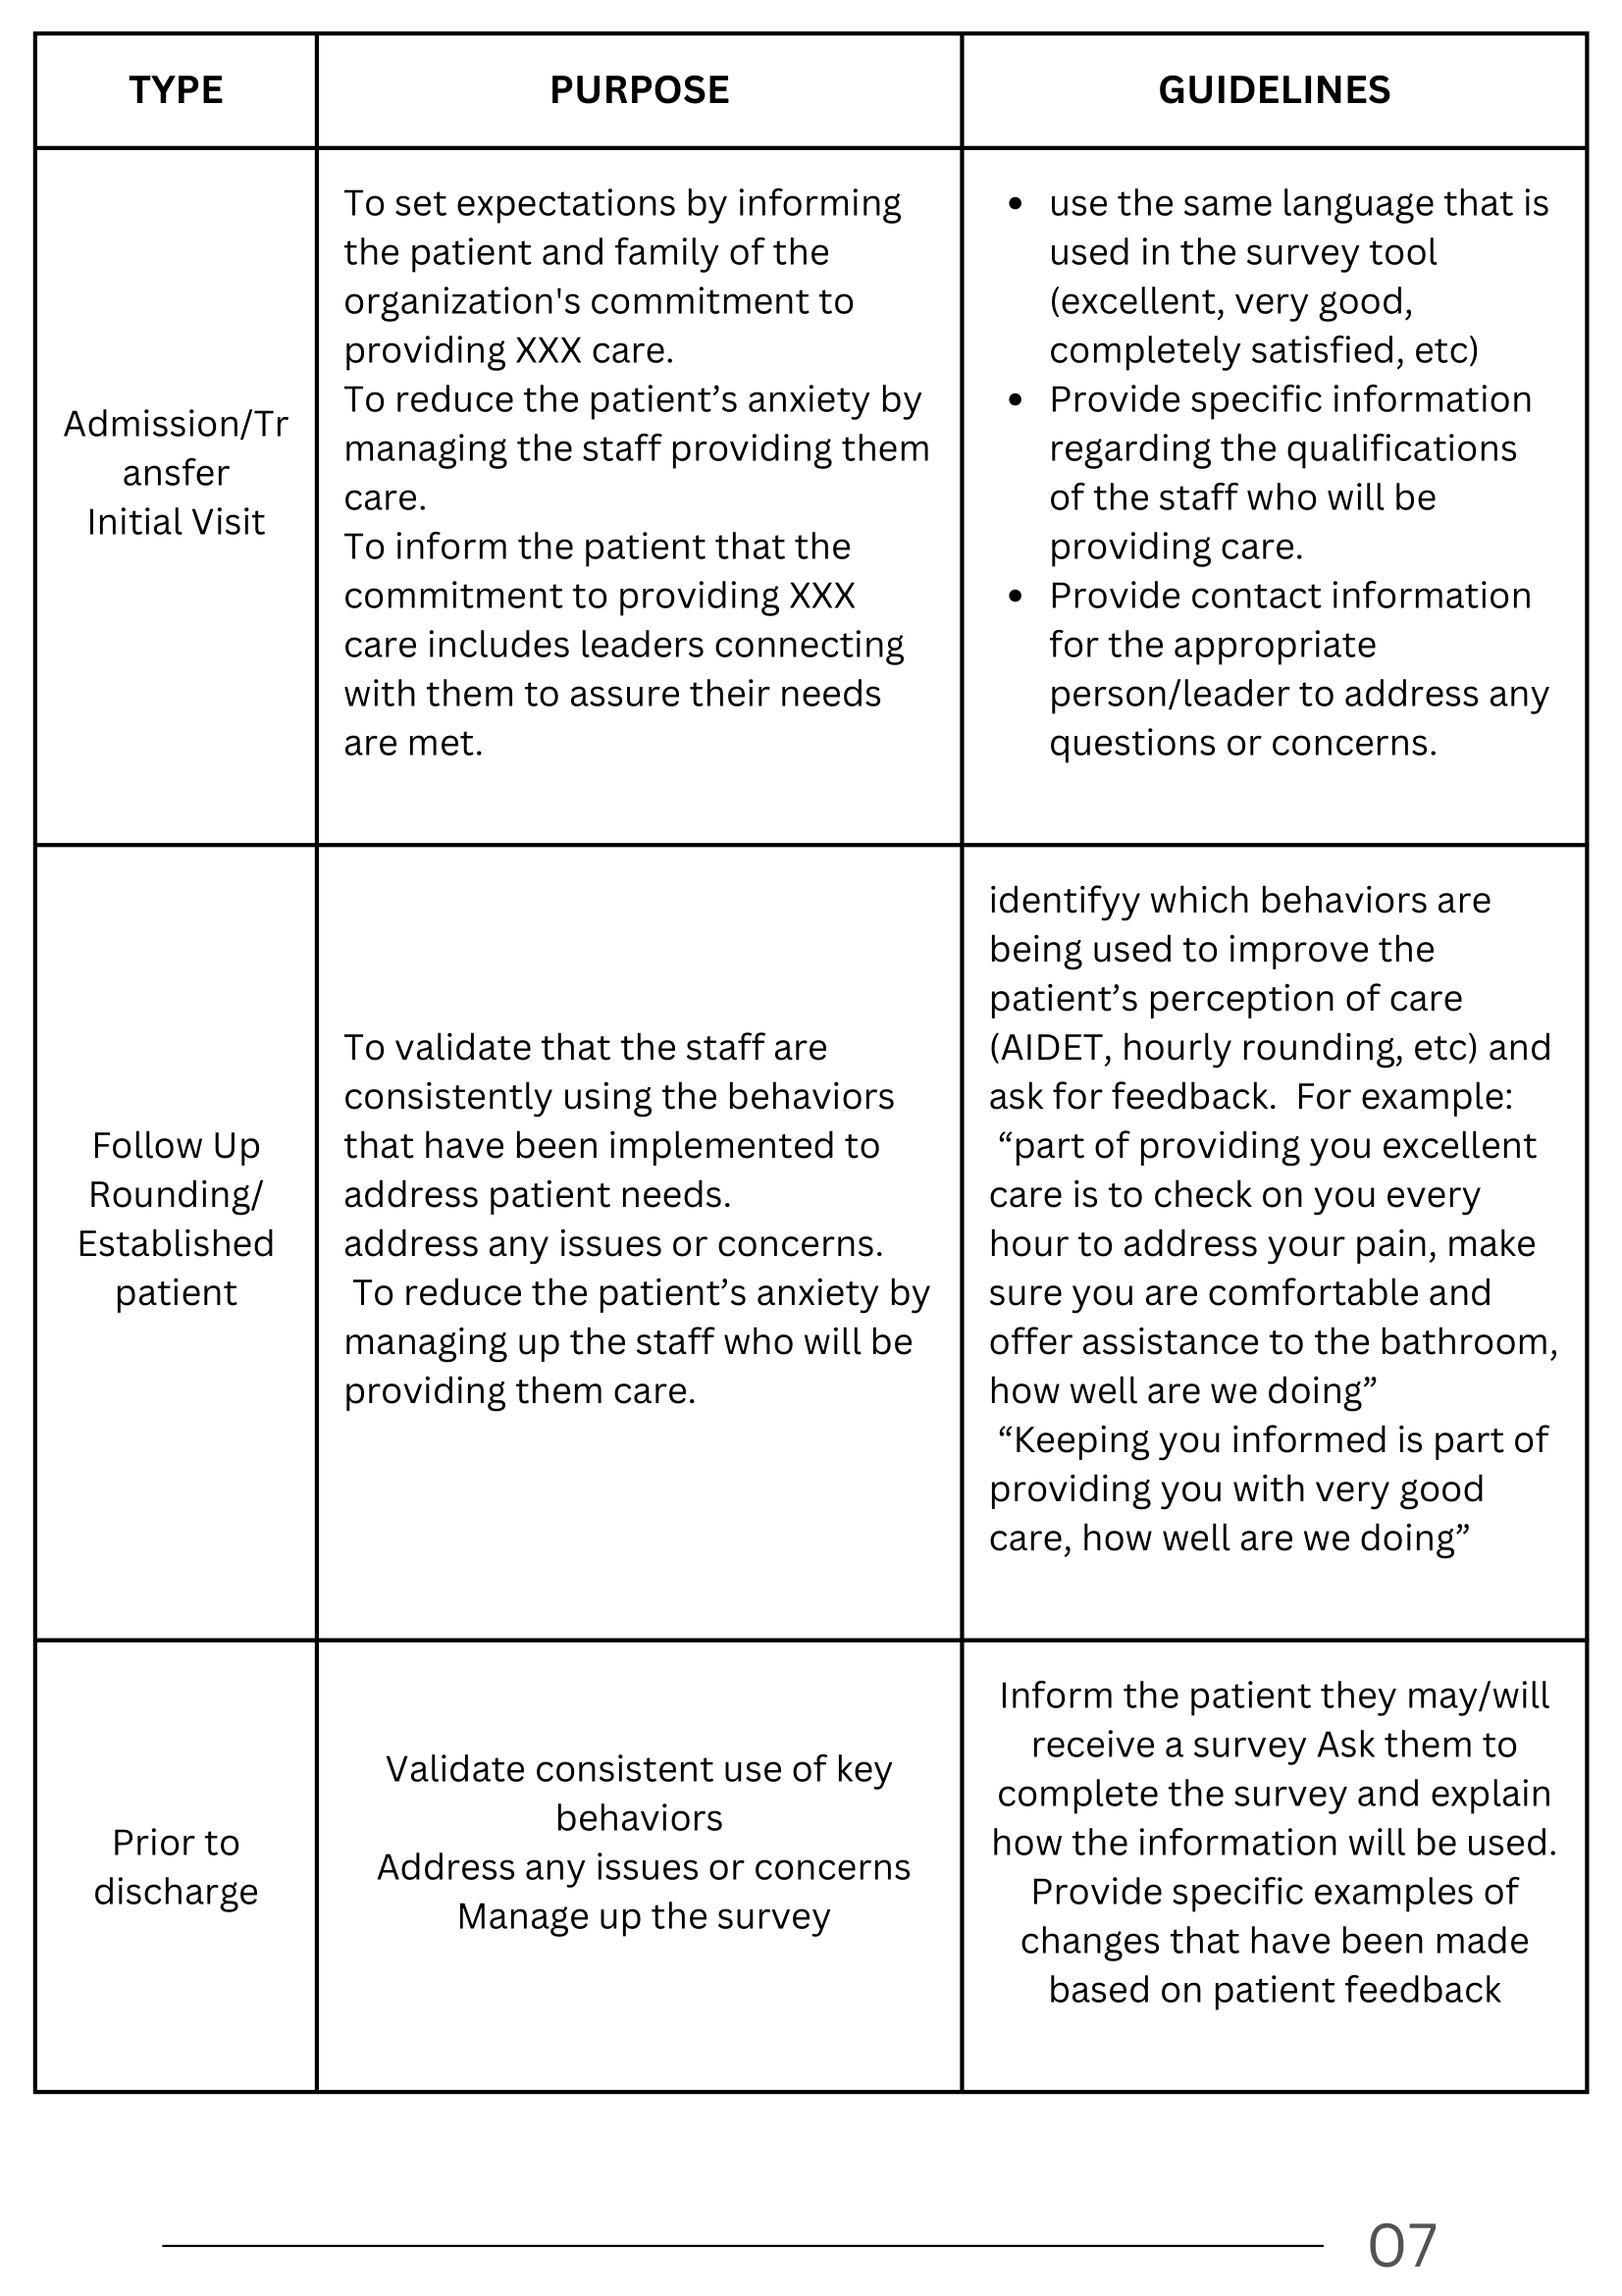 TYPE
PURPOSE
GUIDELINES
Admission/Tr
ansfer
Initial Visit
To set expectations by informing
the patient and family of the
organization's commitment to
providing XXX care.
To reduce the patient’s anxiety by
managing the staff providing them
care.
To inform the patient that the
commitment to providing XXX
care includes leaders connecting
with them to assure their needs
are met.
• use the same language that is
used in the survey tool
(excellent, very good,
completely satisfied, etc)
• Provide specific information
regarding the qualifications
of the staff who will be
providing care.
• Provide contact information
for the appropriate
person/leader to address any
questions or concerns.
Follow Up
Rounding/
Established
patient
To validate that the staff are
consistently using the behaviors
that have been implemented to
address patient needs.
address any issues or concerns.
To reduce the patient’s anxiety by
managing up the staff who will be
providing them care.
identifyy which behaviors are
being used to improve the
patient’s perception of care
(AIDET, hourly rounding, etc) and
ask for feedback.  For example:
“part of providing you excellent
care is to check on you every
hour to address your pain, make
sure you are comfortable and
offer assistance to the bathroom,
how well are we doing”
“Keeping you informed is part of
providing you with very good
care, how well are we doing”
Prior to
discharge
Validate consistent use of key
behaviors
Address any issues or concerns
Manage up the survey
Inform the patient they may/will
receive a survey Ask them to
complete the survey and explain
how the information will be used.
Provide specific examples of
changes that have been made
based on patient feedback
07